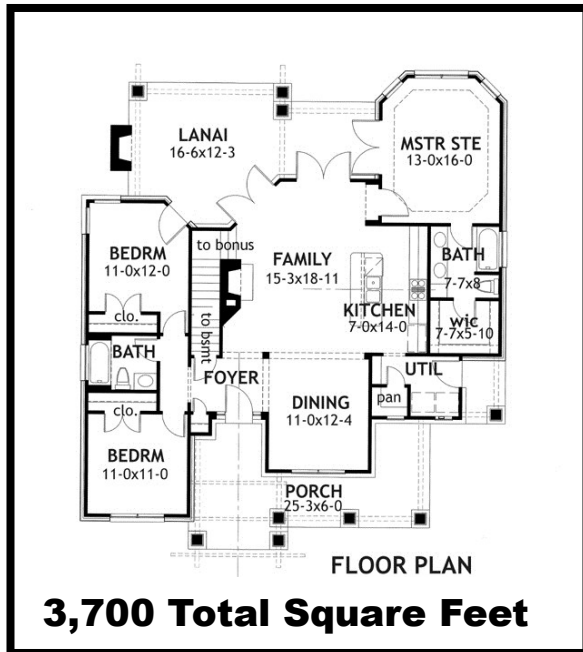 LANAI
16-6x12-3
MSTR STE
13-0x16-0
to bonus
BEDRM
11-0x12-0
FAMILY
15-3x18-11
BATH
7-7x8
KITCHEN
7-0x14-0
wic
7-7x5-10
clo.
to bsmt
BATH
FOYER
UTIL
pan
DINING
11-0x12-4
clo.
BEDRM
11-0x11-0
PORCH
25-3x6-0
FLOOR PLAN
3,700 Total Square Feet